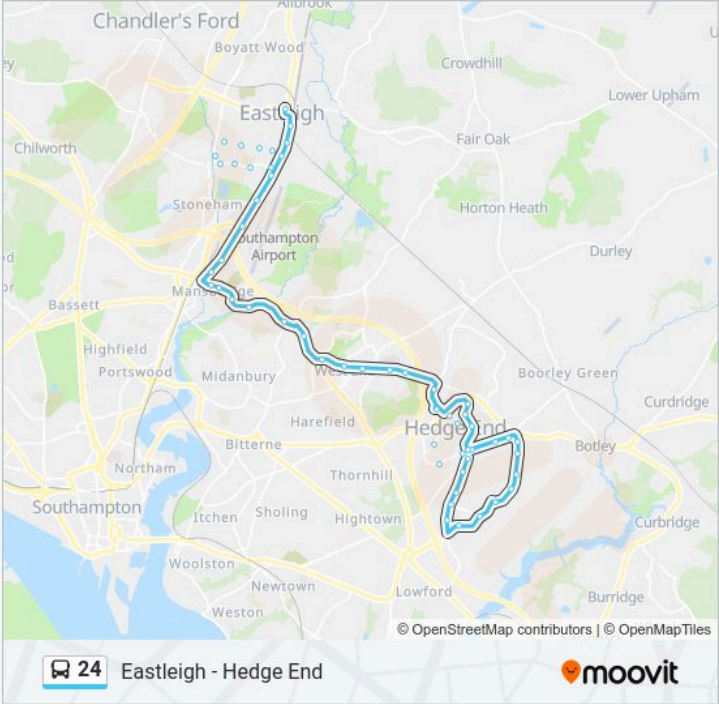 Allbrook
Chandler's Ford
Boyatt Wood
Crowdhill
Lower Upham
Eastleigh
Fair Oak
Chilworth
Stoneham
Horton Heath
Southampton
Airport
Durley
Mansbridge
Bassett
Highfield
Portswood
Midanbury
West End
Boorley Green
Curdridge
Harefield
Hedge End
Bitterne
Botley
Northam
Thornhill
Southampton
Itchen
Sholing
Hightown
Curbridge
Woolston
Newtown
Lowford
Burridge
Weston
© OpenStreetMap contributors | © OpenMapTiles
24 Eastleigh - Hedge End
moovit